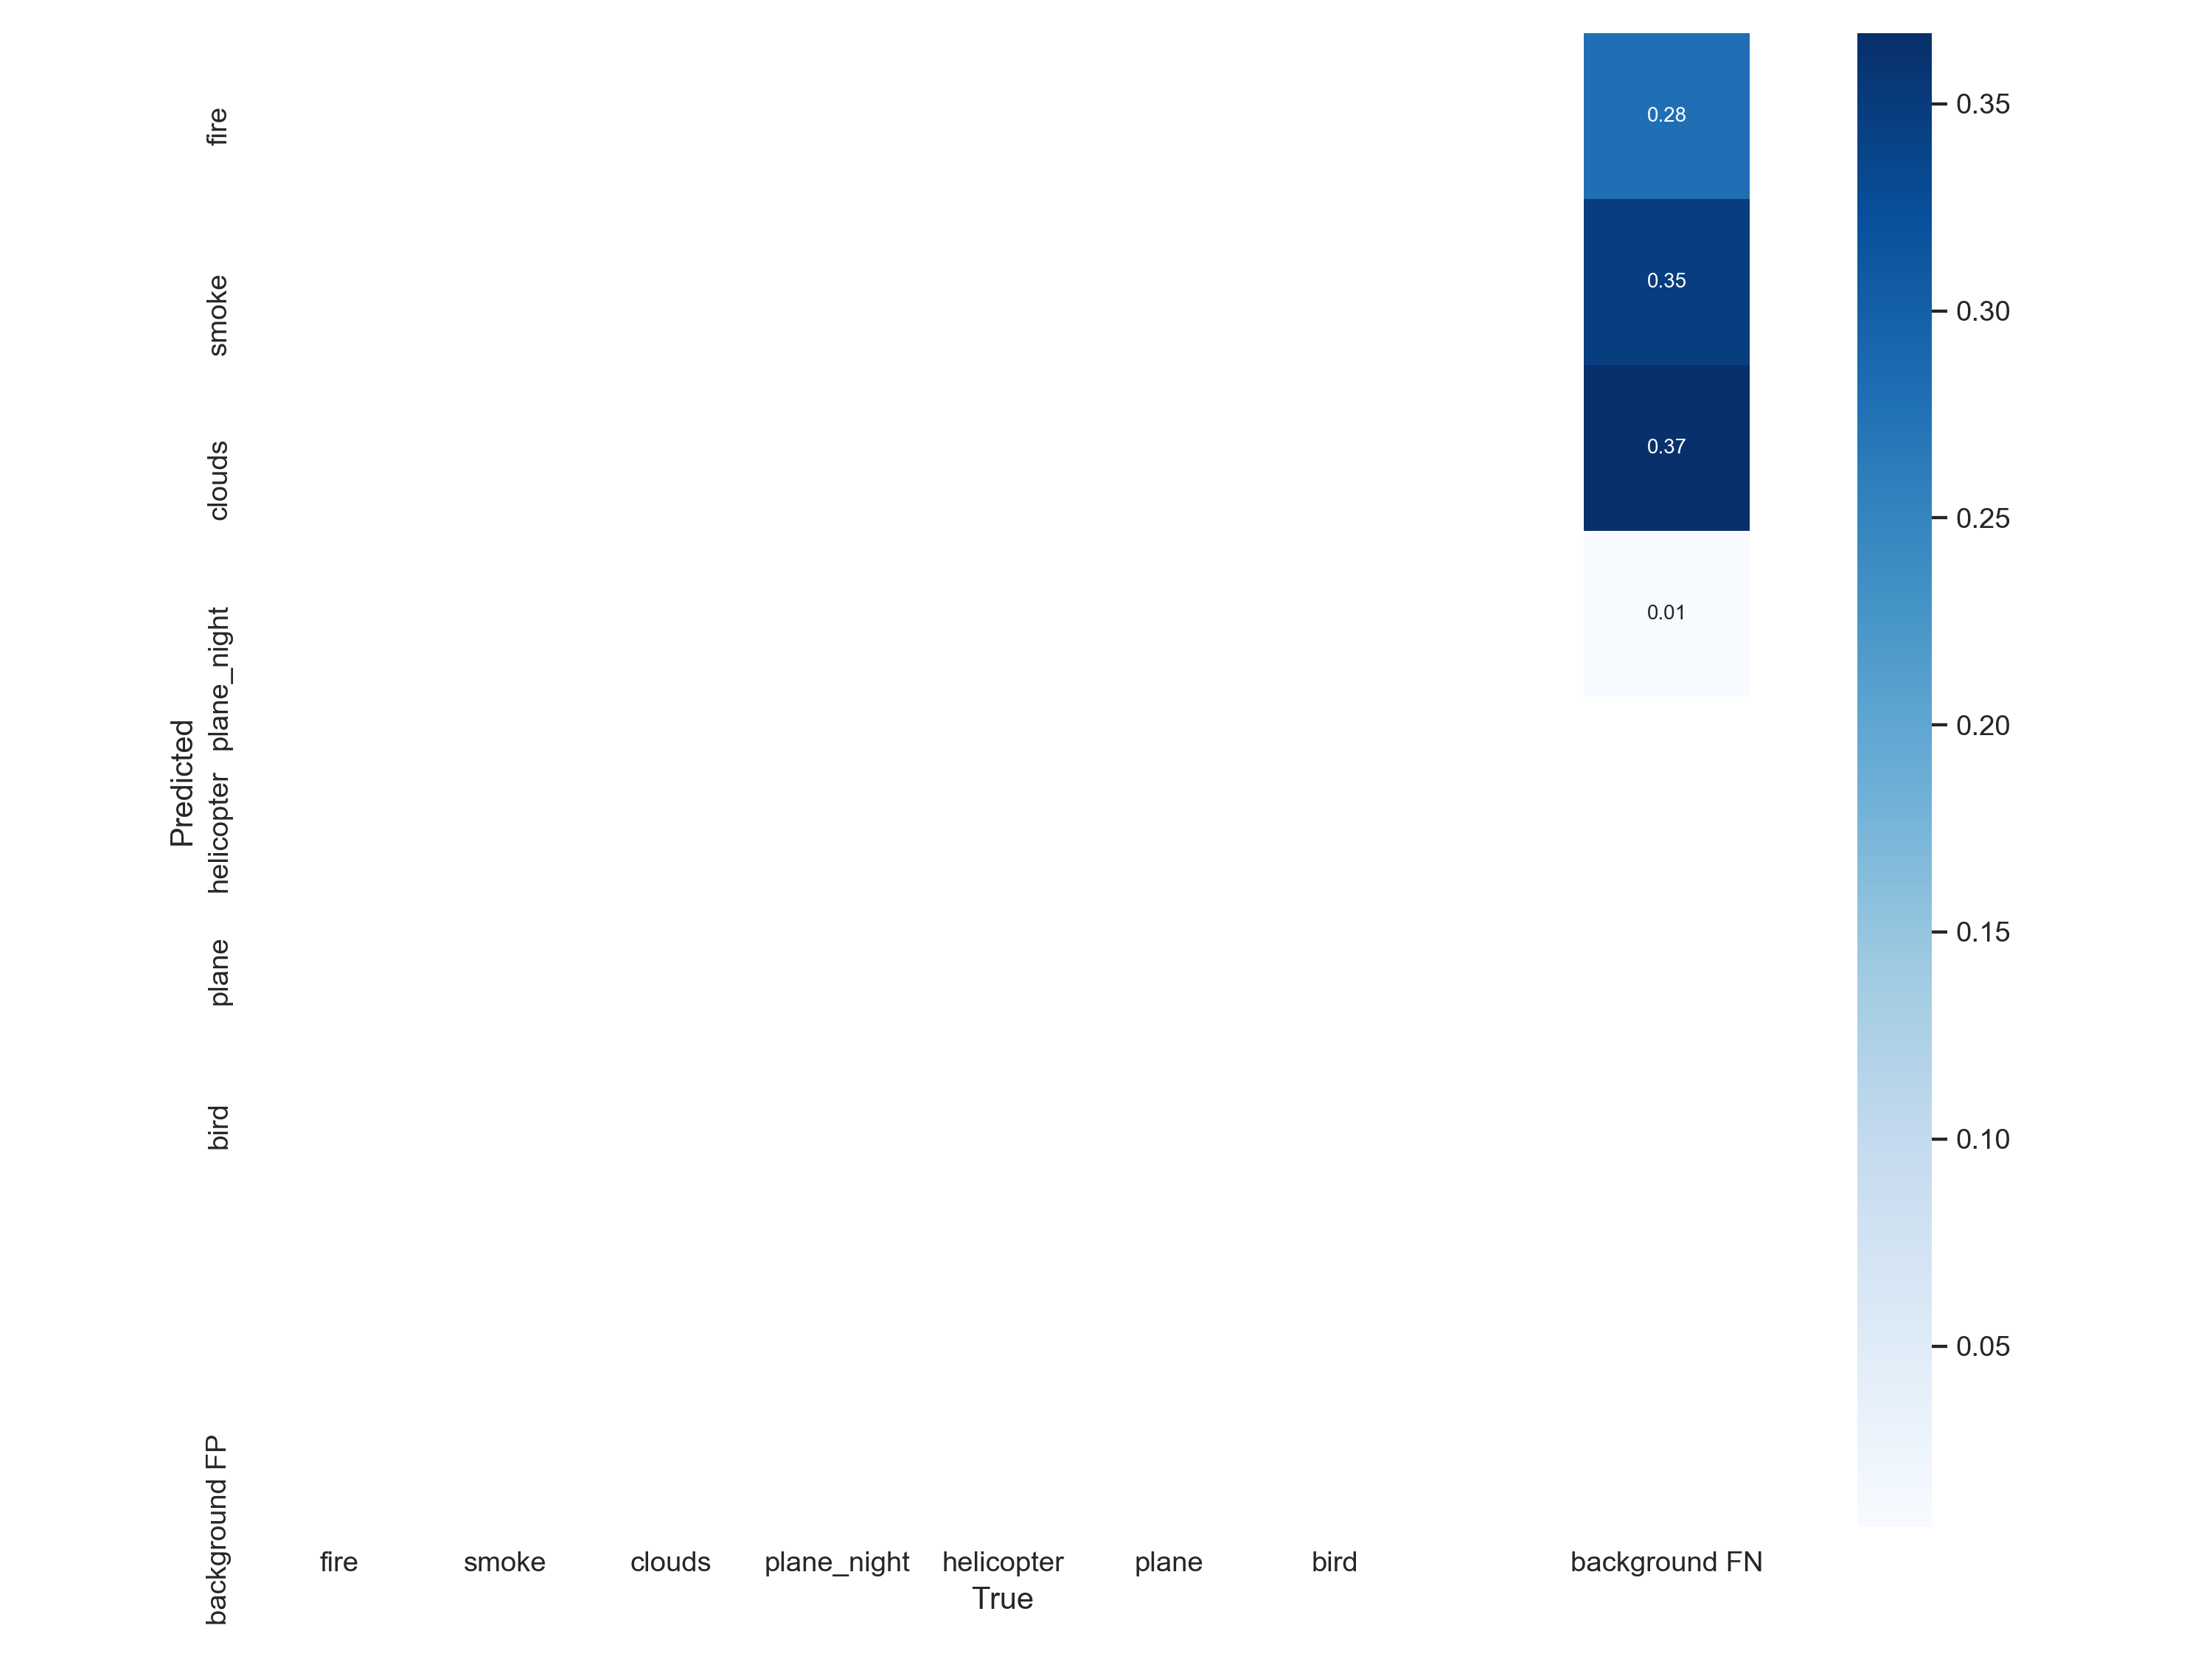 fire
smoke
clouds
plane_night
helicopter
plane
bird
background FP
Predicted
0.28
0.35
0.37
0.01
fire smoke clouds plane_night helicopter plane bird background FN
True
0.35
0.30
0.25
0.20
0.15
0.10
0.05